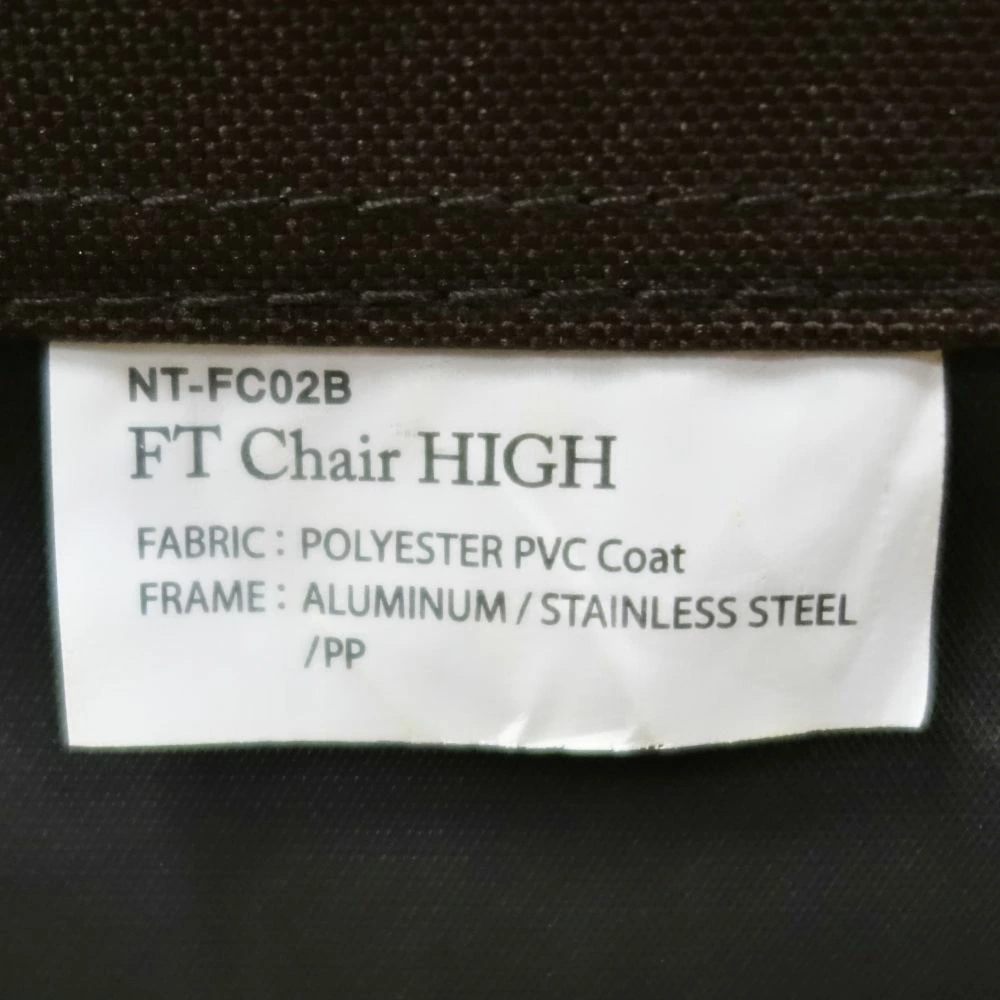 NT-FC02B
FT Chair HIGH
FABRIC : POLYESTER PVC Coat
FRAME : ALUMINUM / STAINLESS STEEL
/PP